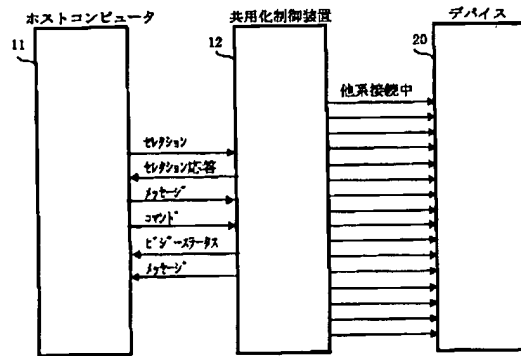 ホストコンピュータ
共用化制御装置
デバイス
11
12
20
他系接続中
セレクション
セレクション応答
メッセージ
コマンド
ビジーステータス
メッセージ